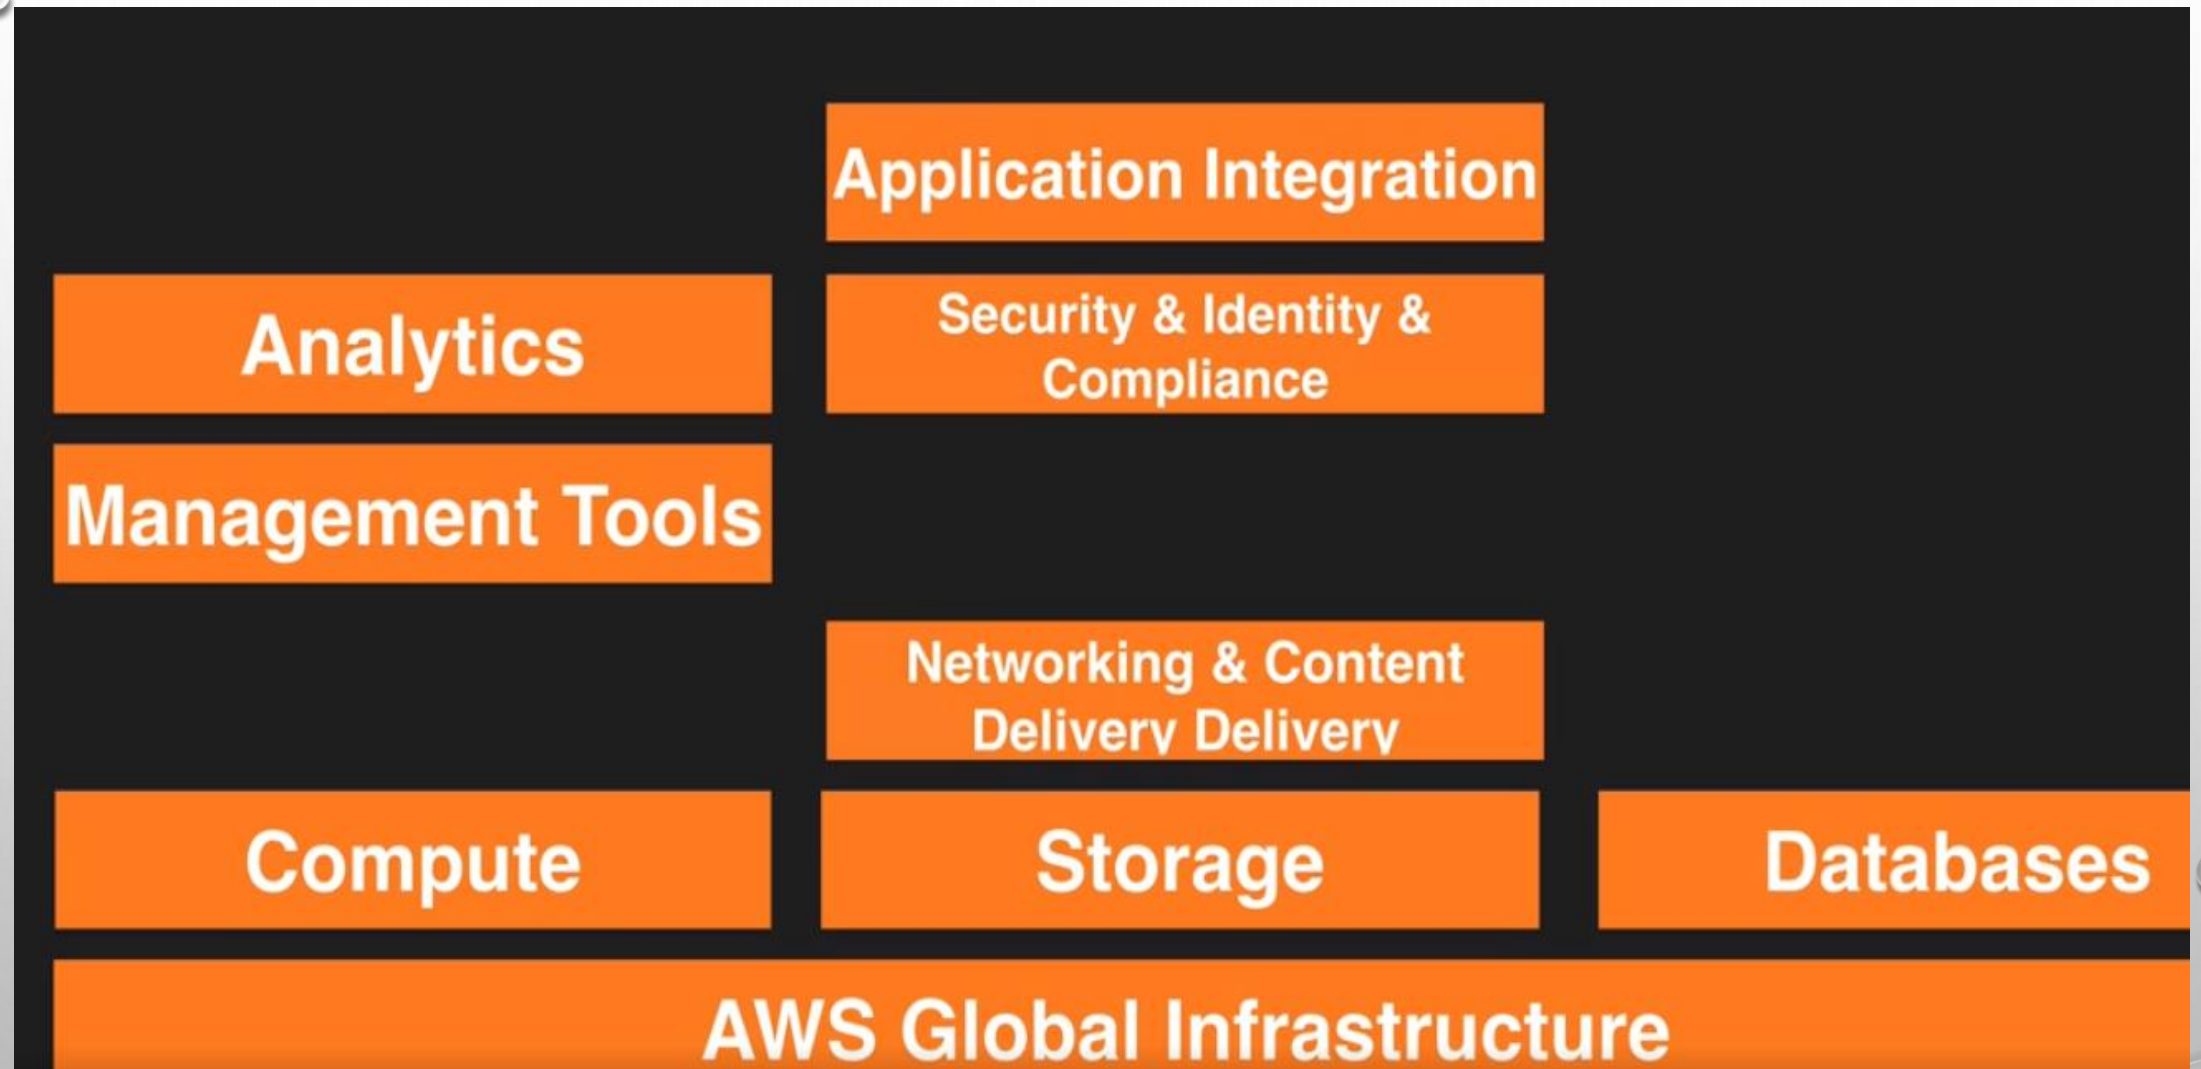 Application Integration
Analytics
Security & Identity &
Compliance
Management Tools
Networking & Content
Delivery Delivery
Compute
Storage
Databases
AWS Global Infrastructure